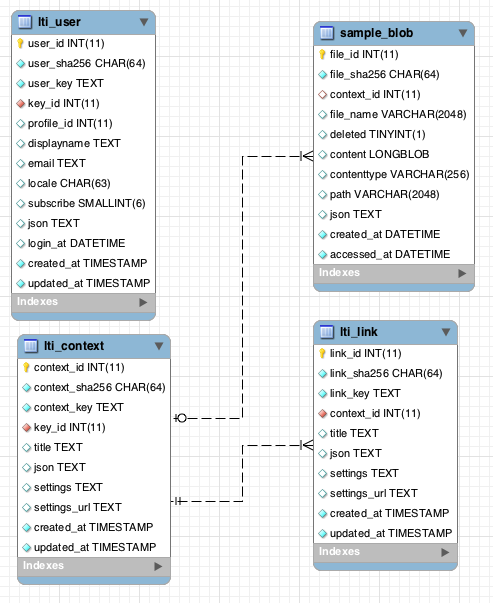 lti_user
user_id INT(11)
user_sha256 CHAR(64)
user_key TEXT
key_id INT(11)
profile_id INT(11)
displayname TEXT
email TEXT
locale CHAR(63)
subscribe SMALLINT(6)
json TEXT
login_at DATETIME
created_at TIMESTAMP
updated_at TIMESTAMP
Indexes
sample_blob
file_id INT(11)
file_sha256 CHAR(64)
context_id INT(11)
file_name VARCHAR(2048)
deleted TINYINT(1)
content LONGBLOB
contenttype VARCHAR(256)
path VARCHAR(2048)
json TEXT
created_at DATETIME
accessed_at DATETIME
Indexes
lti_context
context_id INT(11)
context_sha256 CHAR(64)
context_key TEXT
key_id INT(11)
title TEXT
json TEXT
settings TEXT
settings_url TEXT
created_at TIMESTAMP
updated_at TIMESTAMP
Indexes
lti_link
link_id INT(11)
link_sha256 CHAR(64)
link_key TEXT
context_id INT(11)
title TEXT
json TEXT
settings TEXT
settings_url TEXT
created_at TIMESTAMP
updated_at TIMESTAMP
Indexes